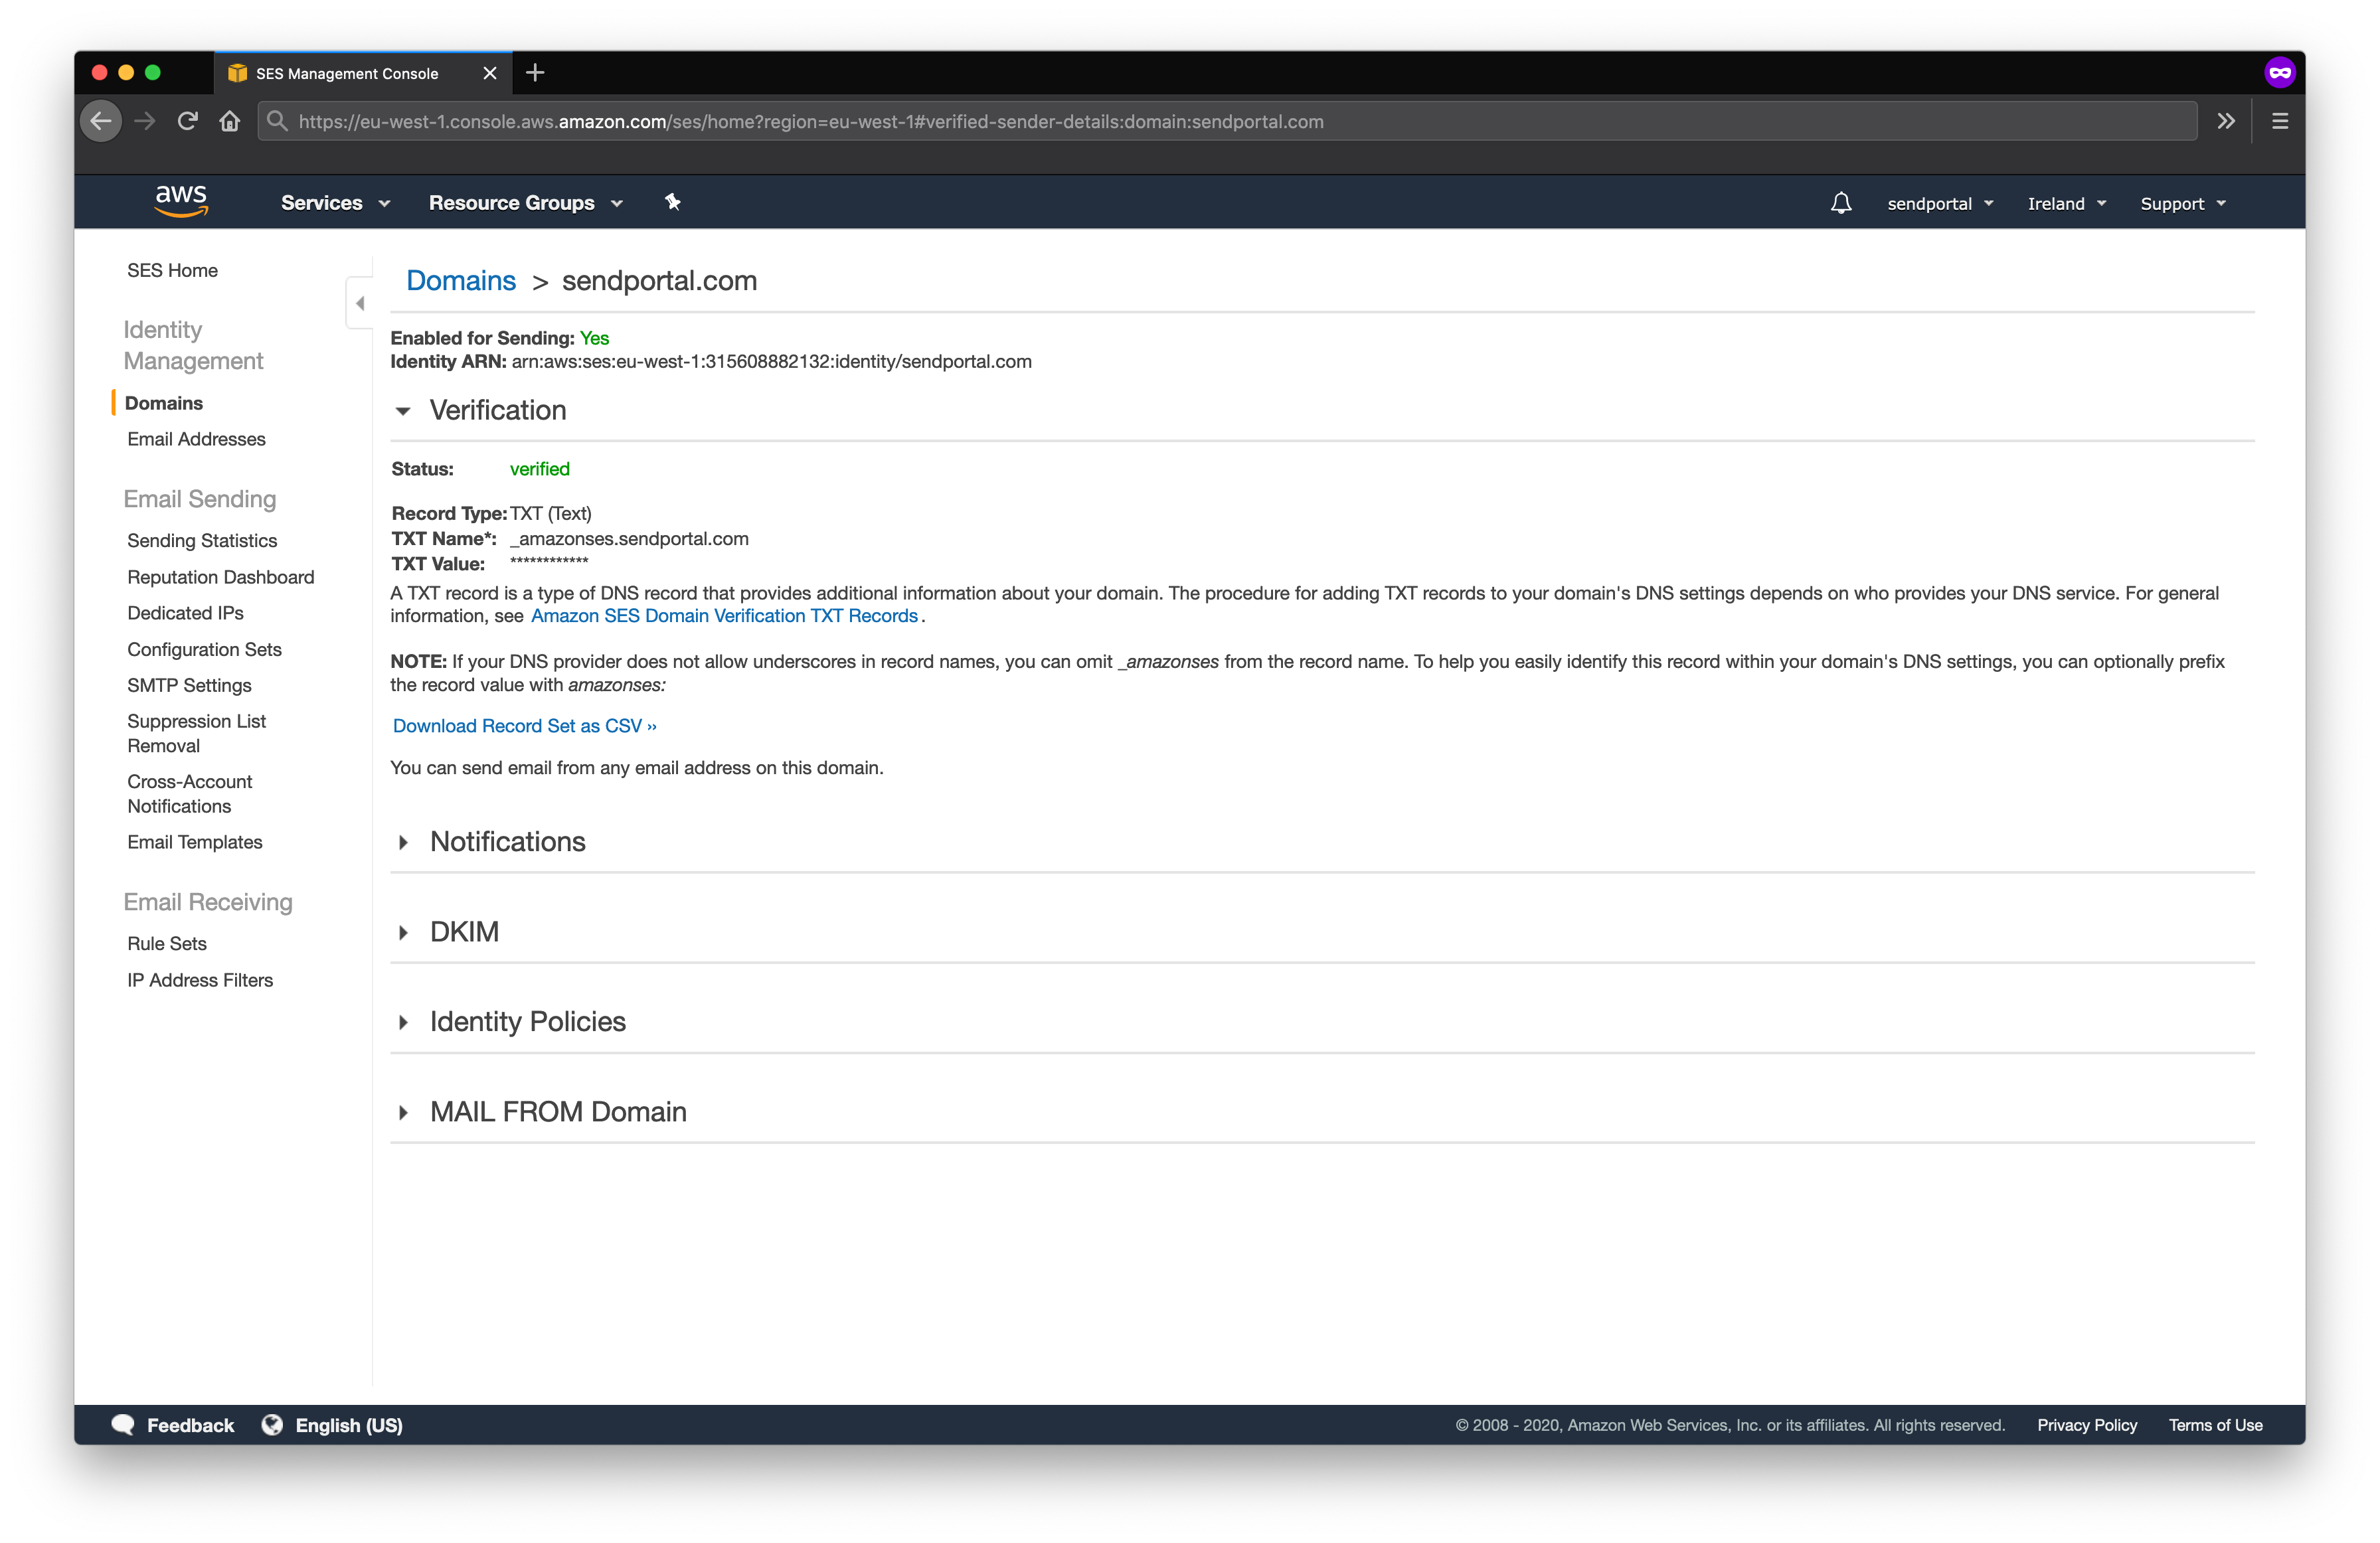 SES Management Console
https://eu-west-1.console.aws.amazon.com/ses/home?region=eu-west-1#verified-sender-details:domain:sendportal.com
aws Services Resource Groups sendportal Ireland Support
SES Home
Identity
Management
Domains
Email Addresses
Email Sending
Sending Statistics
Reputation Dashboard
Dedicated IPs
Configuration Sets
SMTP Settings
Suppression List
Removal
Cross-Account
Notifications
Email Templates
Email Receiving
Rule Sets
IP Address Filters
Domains > sendportal.com
Enabled for Sending: Yes
Identity ARN: arn:aws:ses:eu-west-1:315608882132:identity/sendportal.com
Verification
Status: verified
Record Type: TXT (Text)
TXT Name*: _amazonses.sendportal.com
TXT Value: ************
A TXT record is a type of DNS record that provides additional information about your domain. The procedure for adding TXT records to your domain's DNS settings depends on who provides your DNS service. For general
information, see Amazon SES Domain Verification TXT Records.
NOTE: If your DNS provider does not allow underscores in record names, you can omit _amazonses from the record name. To help you easily identify this record within your domain's DNS settings, you can optionally prefix
the record value with amazonses:
Download Record Set as CSV »
You can send email from any email address on this domain.
Notifications
DKIM
Identity Policies
MAIL FROM Domain
Feedback English (US) © 2008 - 2020, Amazon Web Services, Inc. or its affiliates. All rights reserved. Privacy Policy Terms of Use